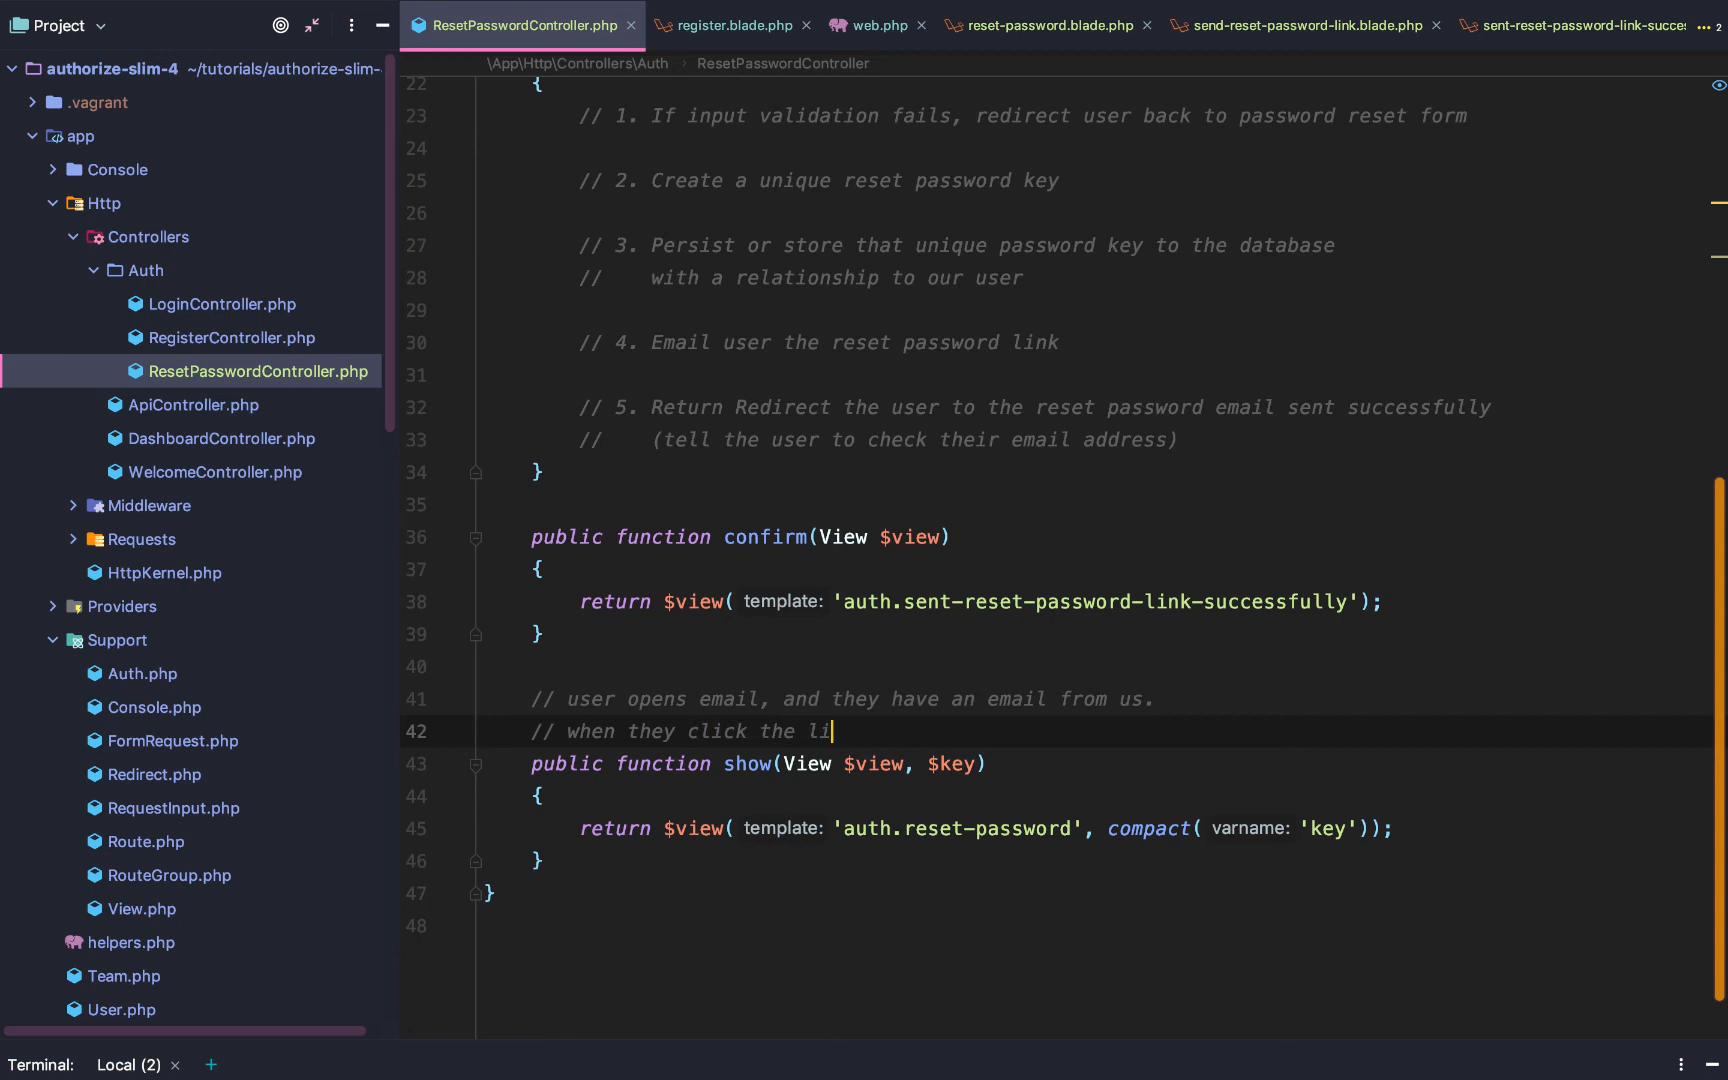 Project
ResetPasswordController.php
register.blade.php
web.php
reset-password.blade.php
send-reset-password-link.blade.php
sent-reset-password-link-succes
2
authorize-slim-4 ~/tutorials/authorize-slim-
.vagrant
app
Console
Http
Controllers
Auth
LoginController.php
RegisterController.php
ResetPasswordController.php
ApiController.php
DashboardController.php
WelcomeController.php
Middleware
Requests
HttpKernel.php
Providers
Support
Auth.php
Console.php
FormRequest.php
Redirect.php
RequestInput.php
Route.php
RouteGroup.php
View.php
helpers.php
Team.php
User.php
\App\Http\Controllers\Auth › ResetPasswordController
22 {
23 // 1. If input validation fails, redirect user back to password reset form
24
25 // 2. Create a unique reset password key
26
27 // 3. Persist or store that unique password key to the database
28 // with a relationship to our user
29
30 // 4. Email user the reset password link
31
32 // 5. Return Redirect the user to the reset password email sent successfully
33 // (tell the user to check their email address)
34 }
35
36 public function confirm(View $view)
37 {
38 return $view( template: 'auth.sent-reset-password-link-successfully');
39 }
40
41 // user opens email, and they have an email from us.
42 // when they click the li
43 public function show(View $view, $key)
44 {
45 return $view( template: 'auth.reset-password', compact( varname: 'key'));
46 }
47 }
48
Terminal: Local (2) × +